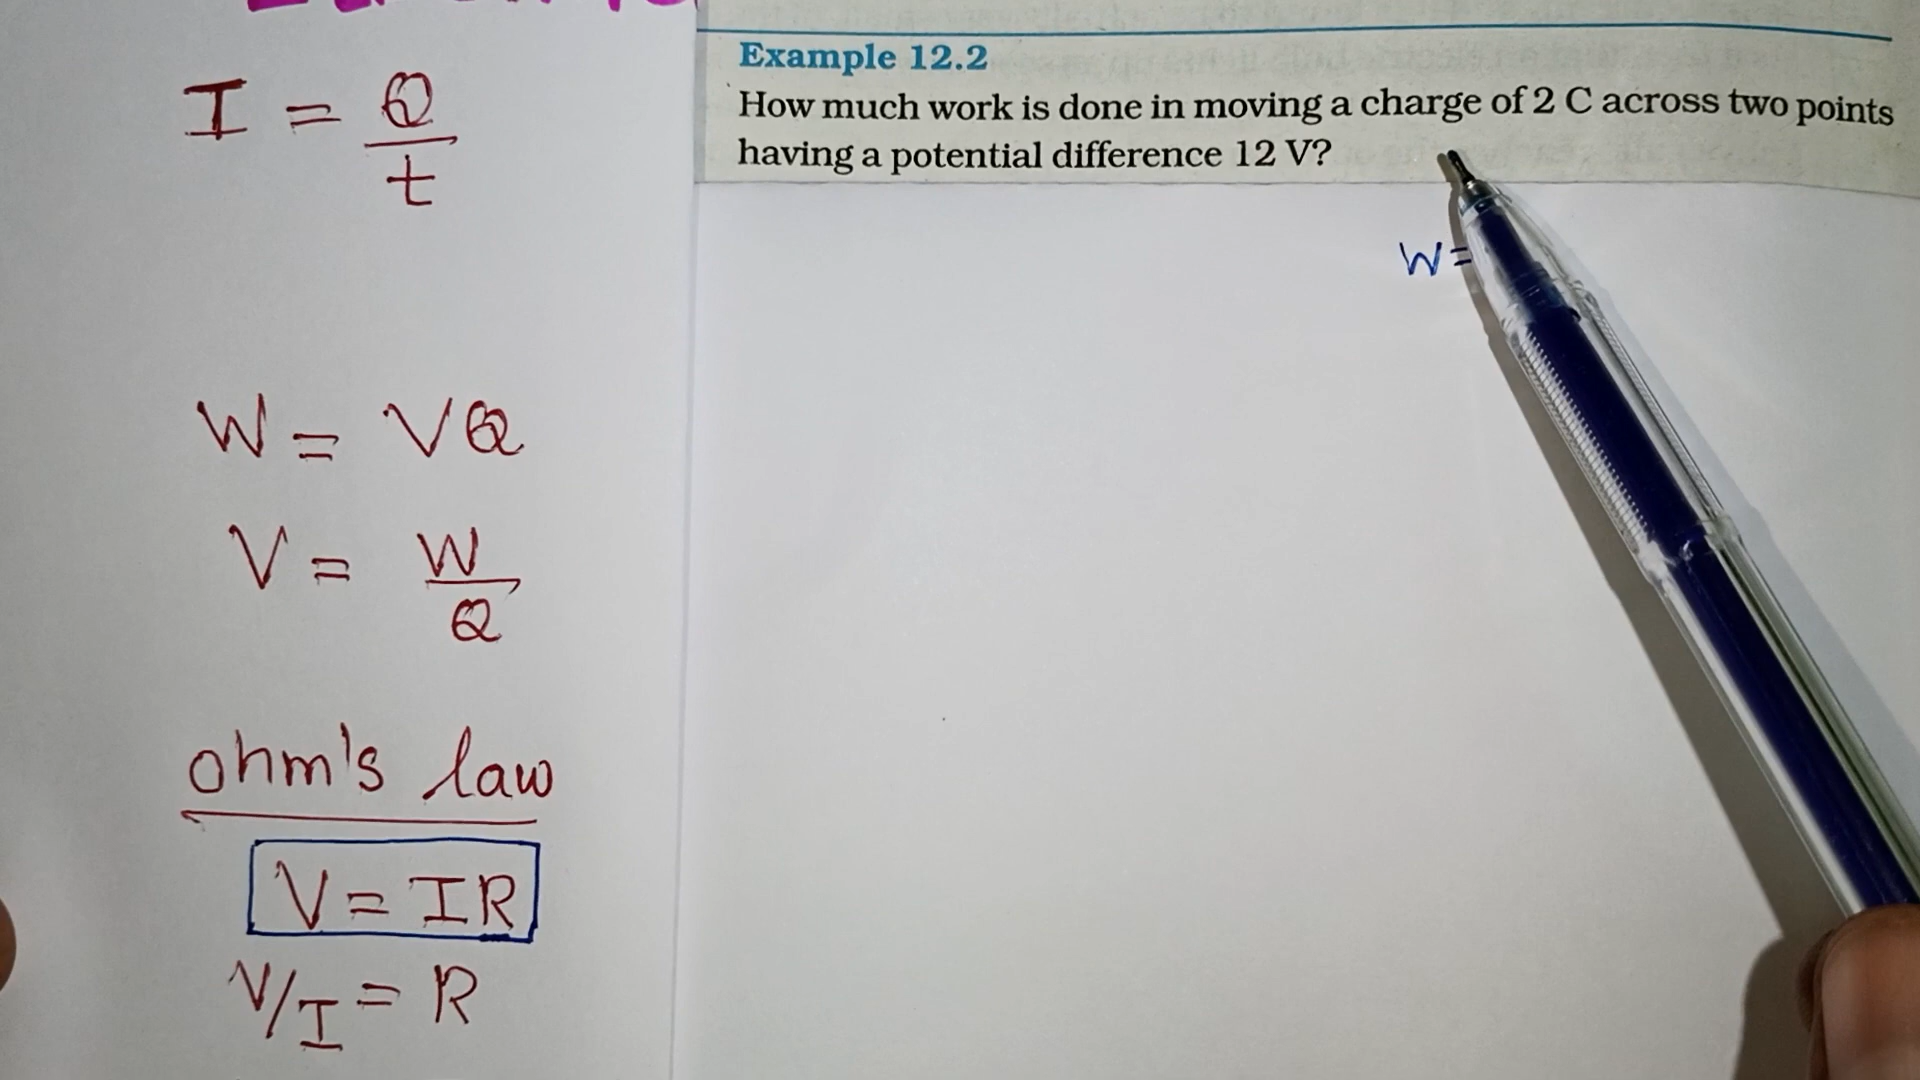 I = Q
t
W = VQ
V = W
Q
ohm's law
V = IR
V/I = R
Example 12.2
How much work is done in moving a charge of 2 C across two points
having a potential difference 12 V?
W=